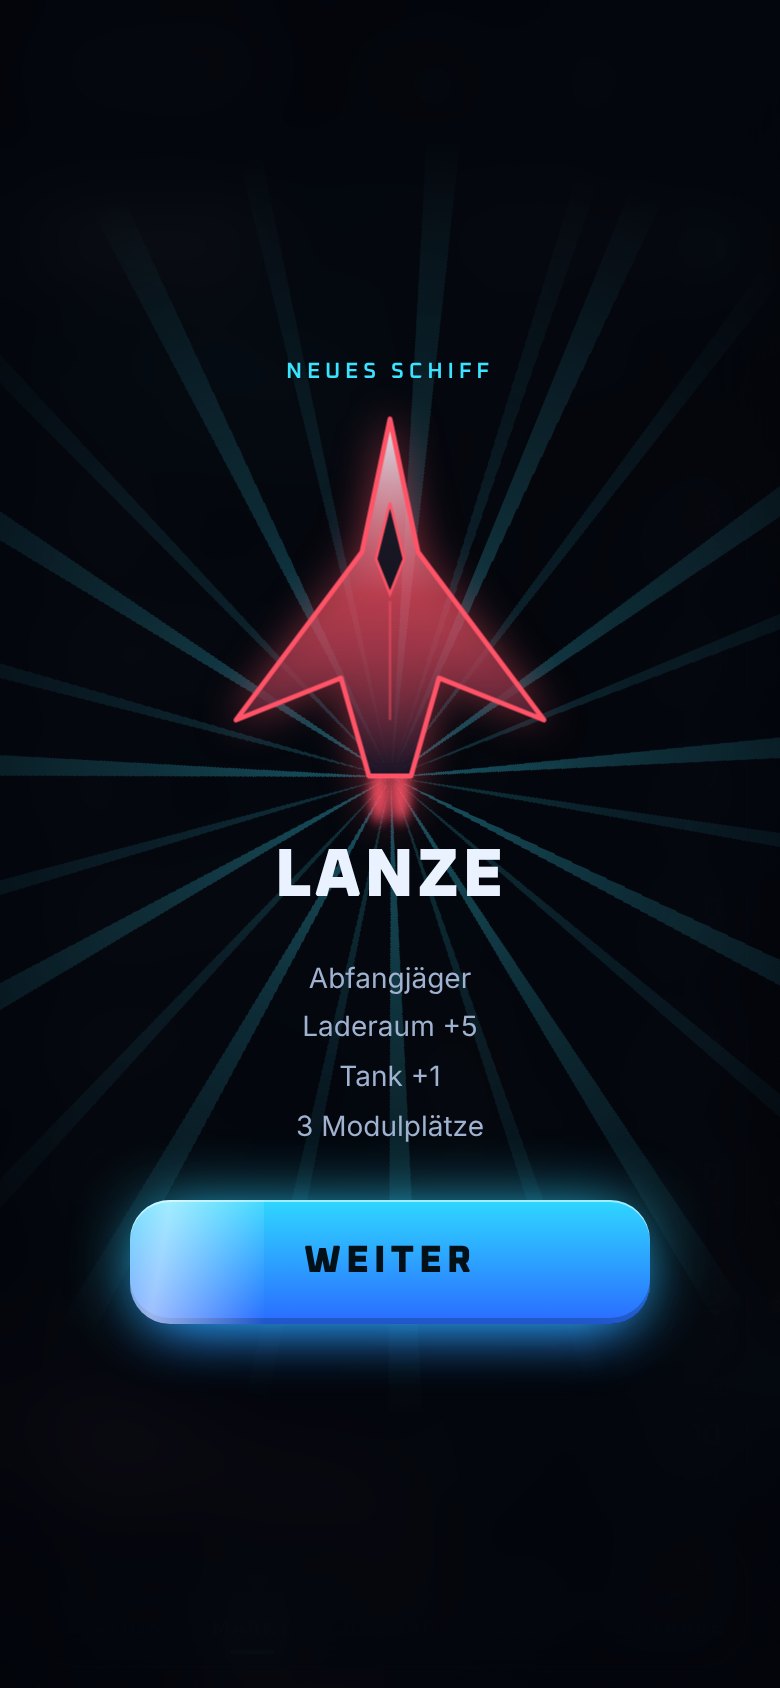 NEUES SCHIFF
LANZE
Abfangjäger
Laderaum +5
Tank +1
3 Modulplätze
WEITER